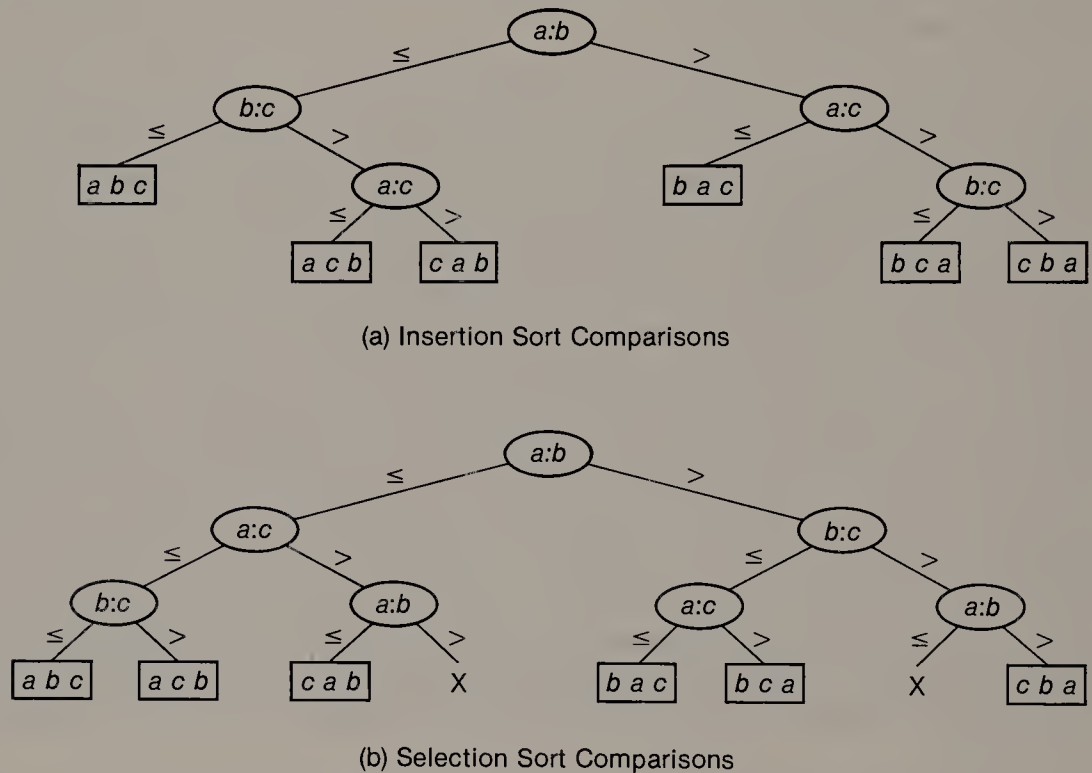 a:b
≤ >
b:c a:c
≤ > ≤ >
a b c a:c b a c b:c
≤ > ≤ >
a c b c a b b c a c b a
(a) Insertion Sort Comparisons
a:b
≤ >
a:c b:c
≤ > ≤ >
b:c a:b a:c a:b
≤ > ≤ > ≤ > ≤ >
a b c a c b c a b X b a c b c a X c b a
(b) Selection Sort Comparisons